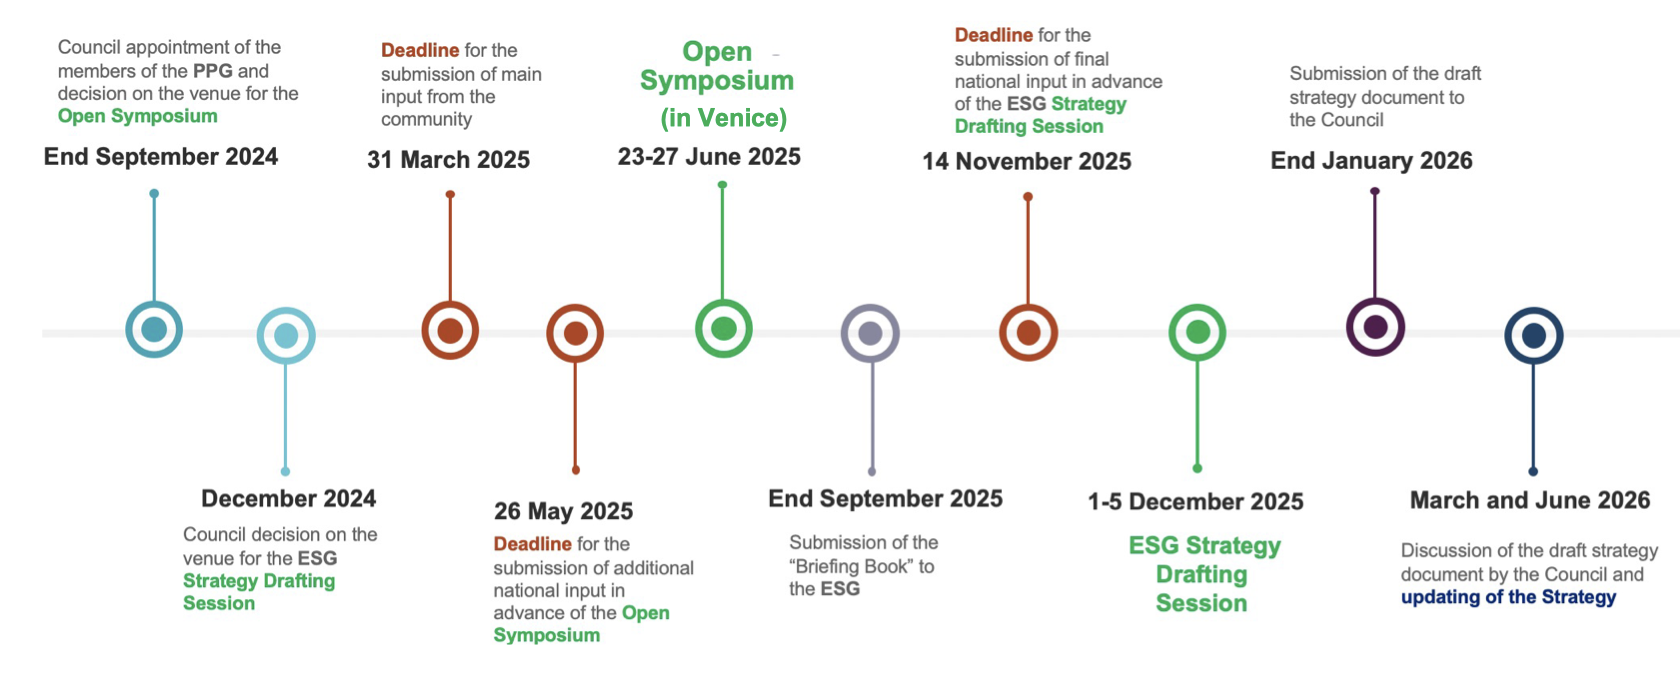 Council appointment of the
members of the PPG and
decision on the venue for the
Open Symposium
End September 2024
December 2024
Council decision on the
venue for the ESG
Strategy Drafting
Session
Deadline for the
submission of main
input from the
community
31 March 2025
26 May 2025
Deadline for the
submission of additional
national input in
advance of the Open
Symposium
Open
Symposium
(in Venice)
23-27 June 2025
End September 2025
Submission of the
“Briefing Book” to
the ESG
Deadline for the
submission of final
national input in advance
of the ESG Strategy
Drafting Session
14 November 2025
1-5 December 2025
ESG Strategy
Drafting
Session
Submission of the draft
strategy document to
the Council
End January 2026
March and June 2026
Discussion of the draft strategy
document by the Council and
updating of the Strategy